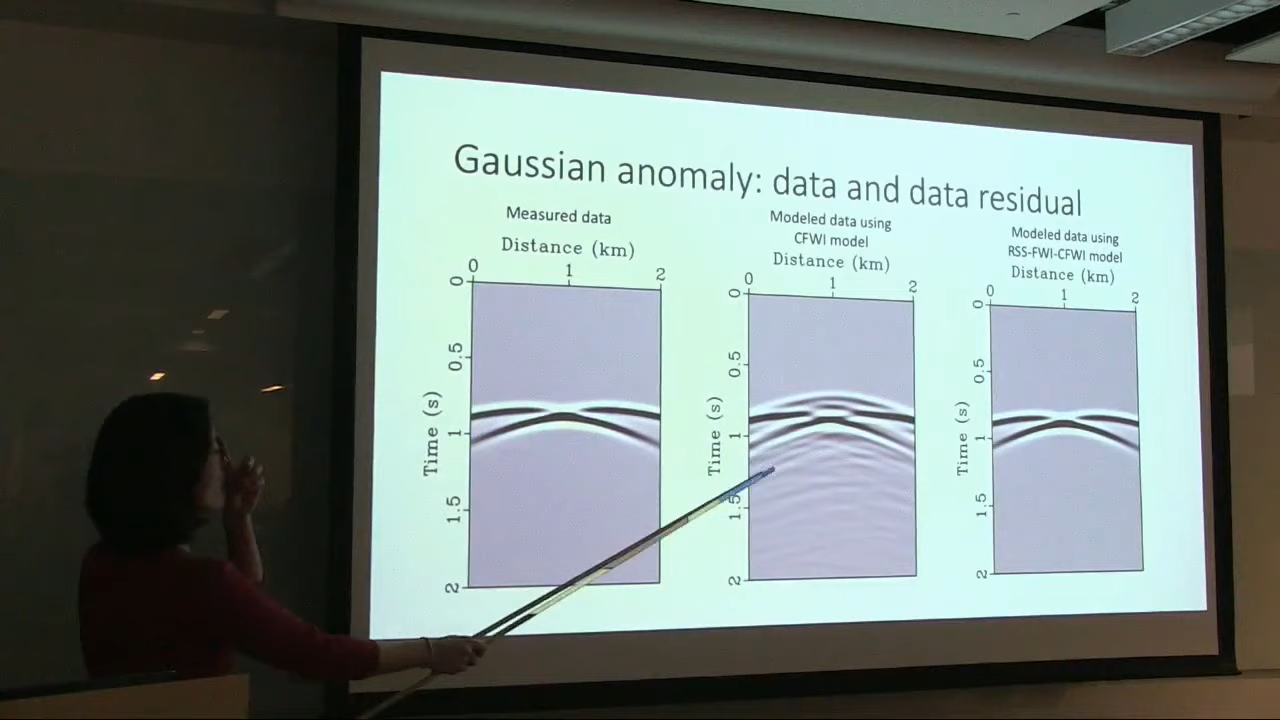 Gaussian anomaly: data and data residual
Measured data
Distance (km)
0 1 2
Time (s)
0
0.5
1
1.5
2
Modeled data using
CFWI model
Distance (km)
0 1 2
Time (s)
0
0.5
1
1.5
2
Modeled data using
RSS-FWI-CFWI model
Distance (km)
0 1 2
Time (s)
0
0.5
1
1.5
2